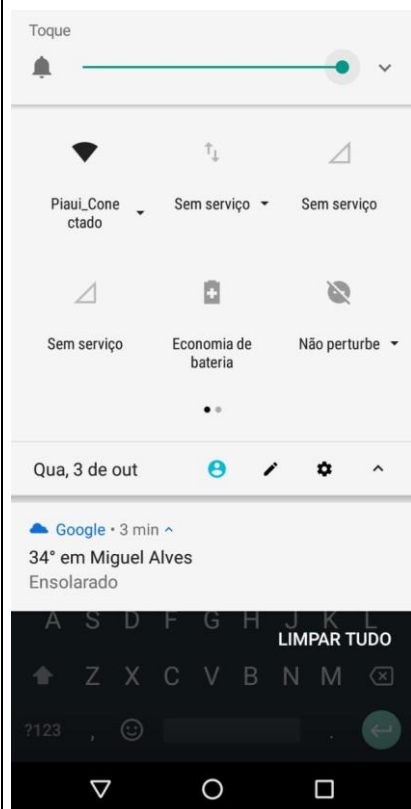 Toque
Piaui_Cone
ctado
Sem serviço
Sem serviço
Sem serviço
Economia de
bateria
Não perturbe
Qua, 3 de out
Google • 3 min
34° em Miguel Alves
Ensolarado
A S D F G H J K L
LIMPAR TUDO
Z X C V B N M
?123 , .